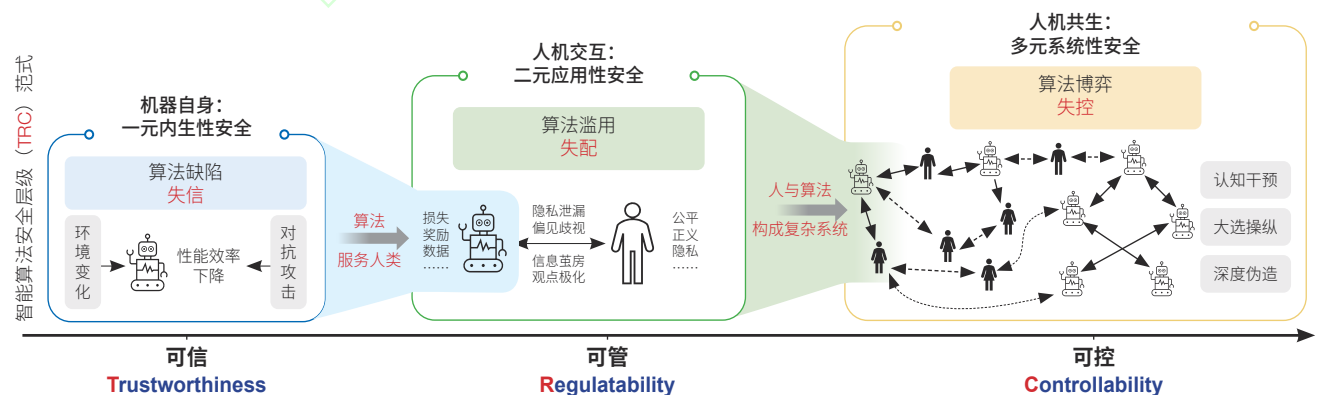 智能算法安全层级（TRC）范式
机器自身：
一元内生性安全
算法缺陷
失信
环境变化
性能效率
下降
对抗攻击
算法
服务人类
人机交互：
二元应用性安全
算法滥用
失配
损失
奖励
数据
……
隐私泄漏
偏见歧视
信息茧房
观点极化
公平
正义
隐私
……
人与算法
构成复杂系统
人机共生：
多元系统性安全
算法博弈
失控
认知干预
大选操纵
深度伪造
可信
Trustworthiness
可管
Regulatability
可控
Controllability